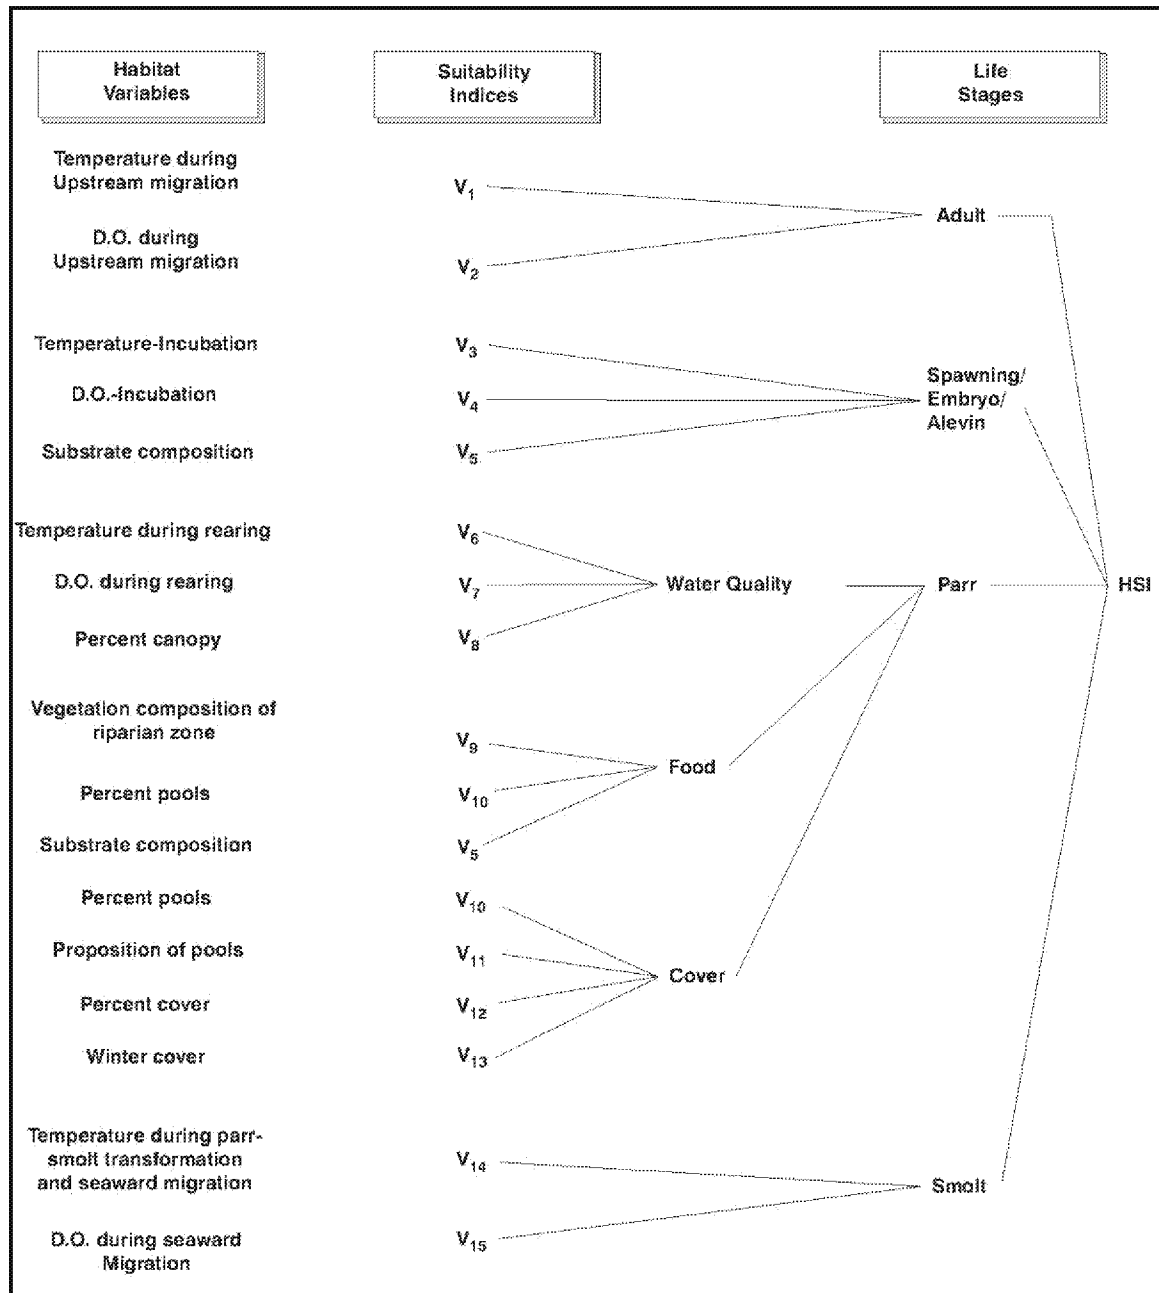 Habitat
Variables
Suitability
Indices
Life
Stages
Temperature during
Upstream migration
V1
Adult
D.O. during
Upstream migration
V2
Temperature-Incubation
V3
D.O.-Incubation
V4
Spawning/
Embryo/
Alevin
Substrate composition
V5
Temperature during rearing
V6
D.O. during rearing
V7
Water Quality
Parr
HSI
Percent canopy
V8
Vegetation composition of
riparian zone
V9
Food
Percent pools
V10
Substrate composition
V5
Percent pools
V10
Proposition of pools
V11
Cover
Percent cover
V12
Winter cover
V13
Temperature during parr-
smolt transformation
and seaward migration
V14
Smolt
D.O. during seaward
Migration
V15